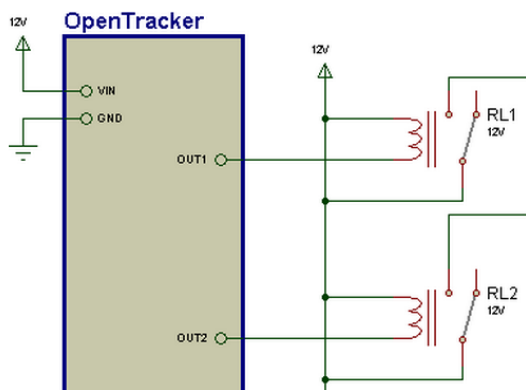 OpenTracker
12V
VIN
GND
OUT1
OUT2
12V
RL1
12V
RL2
12V